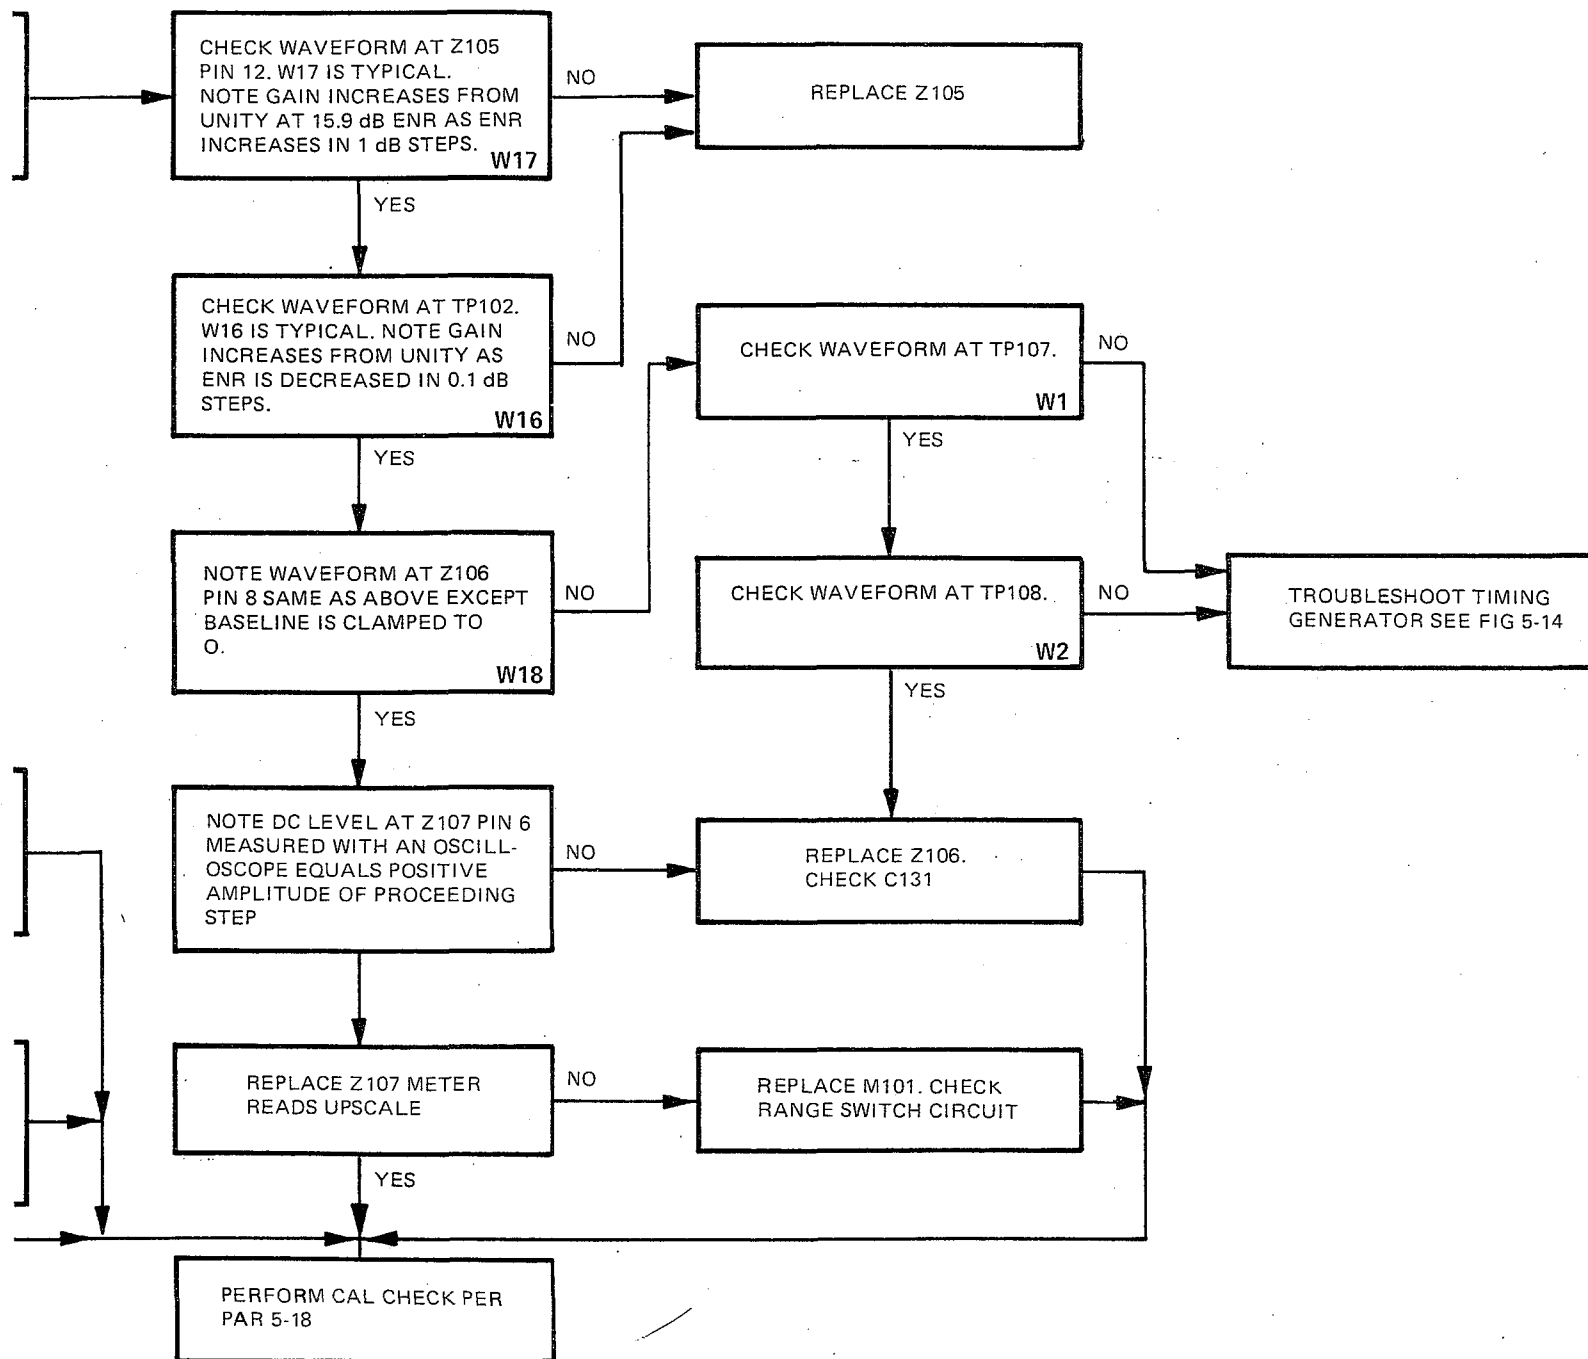 CHECK WAVEFORM AT Z105
PIN 12. W17 IS TYPICAL.
NOTE GAIN INCREASES FROM
UNITY AT 15.9 dB ENR AS ENR
INCREASES IN 1 dB STEPS.
W17
NO
REPLACE Z105
YES
CHECK WAVEFORM AT TP102.
W16 IS TYPICAL. NOTE GAIN
INCREASES FROM UNITY AS
ENR IS DECREASED IN 0.1 dB
STEPS.
W16
NO
CHECK WAVEFORM AT TP107.
W1
NO
YES
YES
NOTE WAVEFORM AT Z106
PIN 8 SAME AS ABOVE EXCEPT
BASELINE IS CLAMPED TO
O.
W18
NO
CHECK WAVEFORM AT TP108.
W2
NO
TROUBLESHOOT TIMING
GENERATOR SEE FIG 5-14
YES
YES
NOTE DC LEVEL AT Z107 PIN 6
MEASURED WITH AN OSCILL-
OSCOPE EQUALS POSITIVE
AMPLITUDE OF PROCEEDING
STEP
NO
REPLACE Z106.
CHECK C131
REPLACE Z107 METER
READS UPSCALE
NO
REPLACE M101. CHECK
RANGE SWITCH CIRCUIT
YES
PERFORM CAL CHECK PER
PAR 5-18